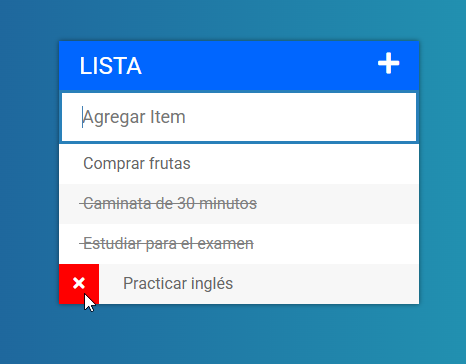 LISTA
Agregar Item
Comprar frutas
Caminata de 30 minutos
Estudiar para el examen
Practicar inglés